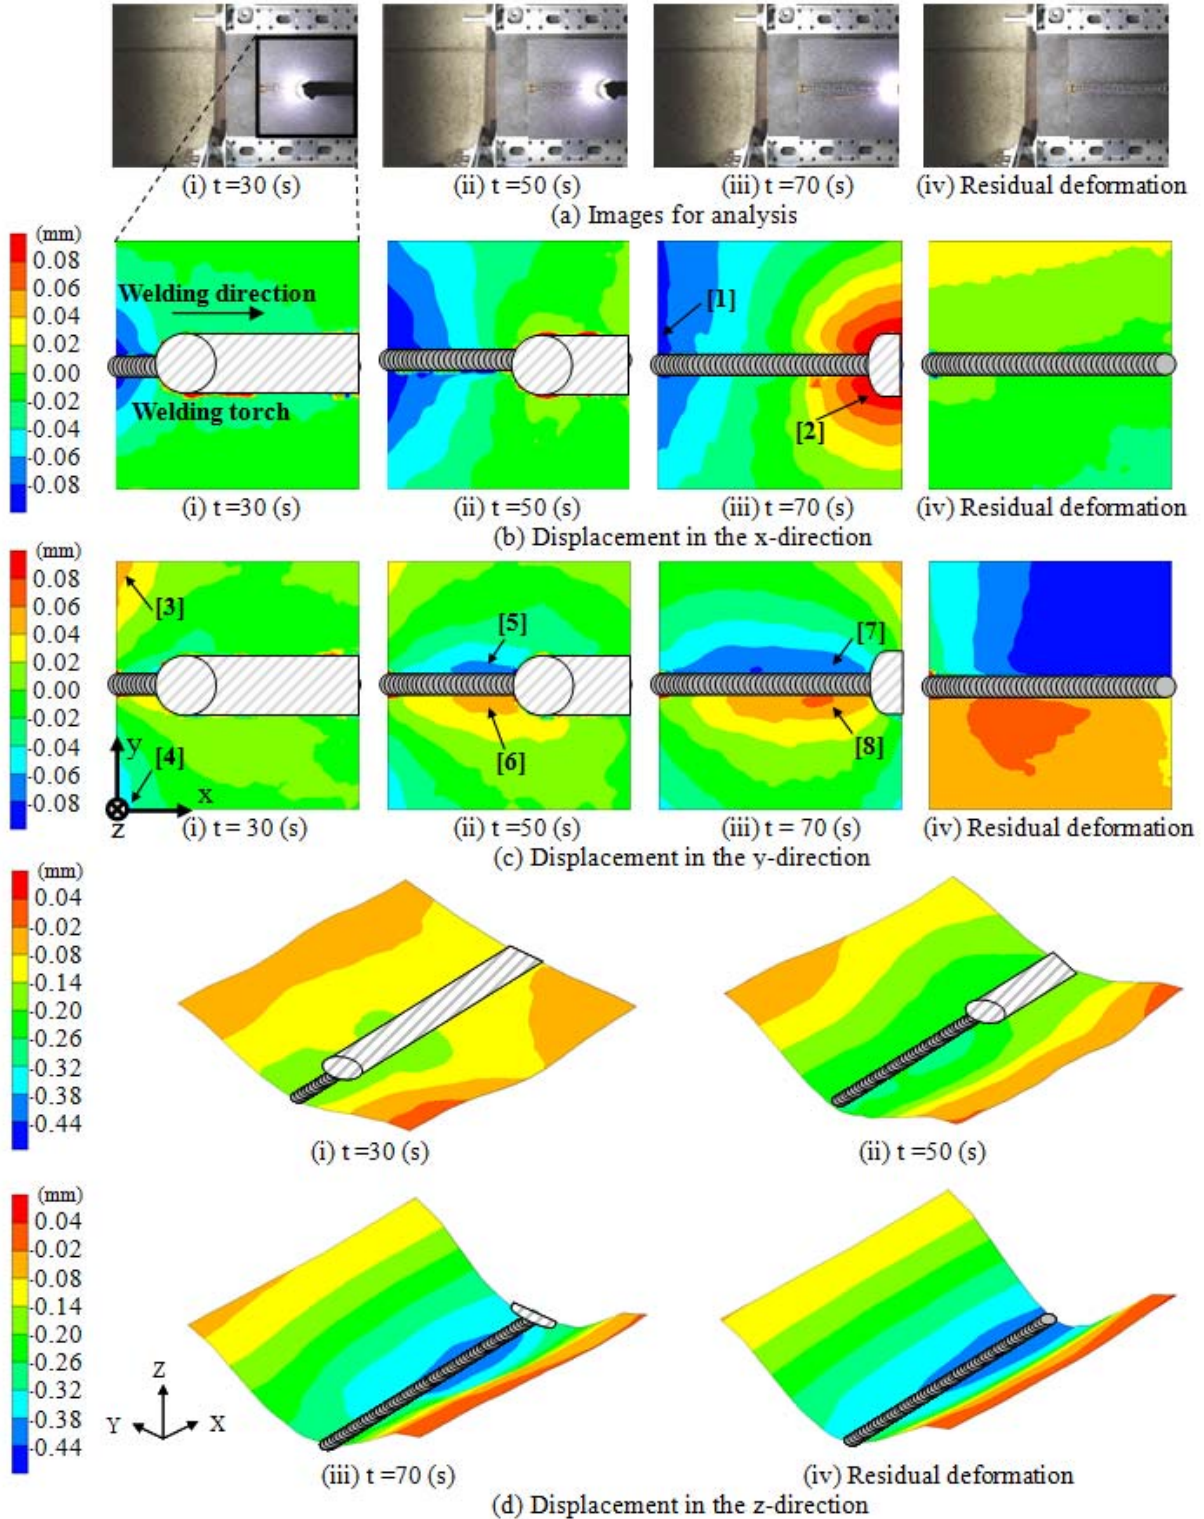 (i) t =30 (s) (ii) t =50 (s) (iii) t =70 (s) (iv) Residual deformation
(a) Images for analysis
(mm)
0.08
0.06
0.04
0.02
0.00
-0.02
-0.04
-0.06
-0.08
Welding direction
Welding torch
[1]
[2]
(i) t =30 (s) (ii) t =50 (s) (iii) t =70 (s) (iv) Residual deformation
(b) Displacement in the x-direction
(mm)
0.08
0.06
0.04
0.02
0.00
-0.02
-0.04
-0.06
-0.08
[3]
[4]
y
x
z
[5]
[6]
[7]
[8]
(i) t = 30 (s) (ii) t =50 (s) (iii) t = 70 (s) (iv) Residual deformation
(c) Displacement in the y-direction
(mm)
0.04
-0.02
-0.08
-0.14
-0.20
-0.26
-0.32
-0.38
-0.44
(i) t =30 (s) (ii) t =50 (s)
(mm)
0.04
-0.02
-0.08
-0.14
-0.20
-0.26
-0.32
-0.38
-0.44
Z
Y
X
(iii) t =70 (s) (iv) Residual deformation
(d) Displacement in the z-direction